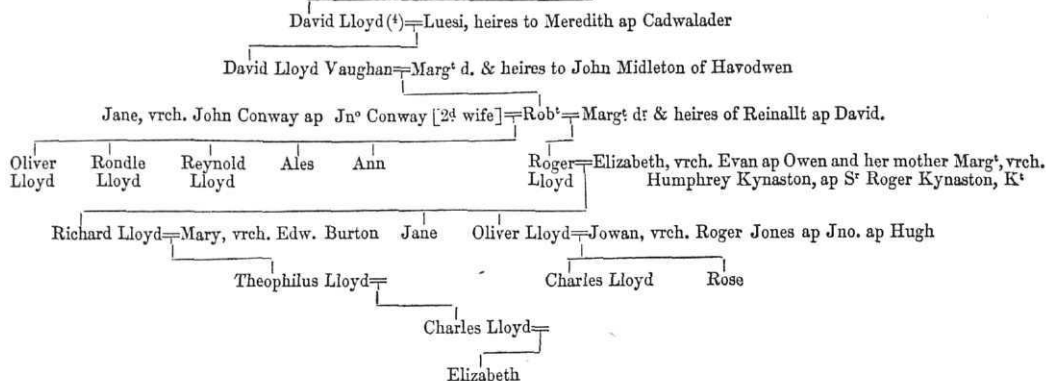 David Lloyd (⁴)=Luesi, heires to Meredith ap Cadwalader
David Lloyd Vaughan=Margᵗ d. & heires to John Midleton of Havodwen
Jane, vrch. John Conway ap Jnᵒ Conway [2ᵈ wife]=Robᵗ=Margᵗ dʳ & heires of Reinallt ap David.
Oliver Rondle Reynold Ales Ann Roger=Elizabeth, vrch. Evan ap Owen and her mother Margᵗ, vrch.
Lloyd Lloyd Lloyd Lloyd Humphrey Kynaston, ap Sʳ Roger Kynaston, Kᵗ
Richard Lloyd=Mary, vrch. Edw. Burton Jane Oliver Lloyd=Jowan, vrch. Roger Jones ap Jno. ap Hugh
Theophilus Lloyd= Charles Lloyd Rose
Charles Lloyd=
Elizabeth